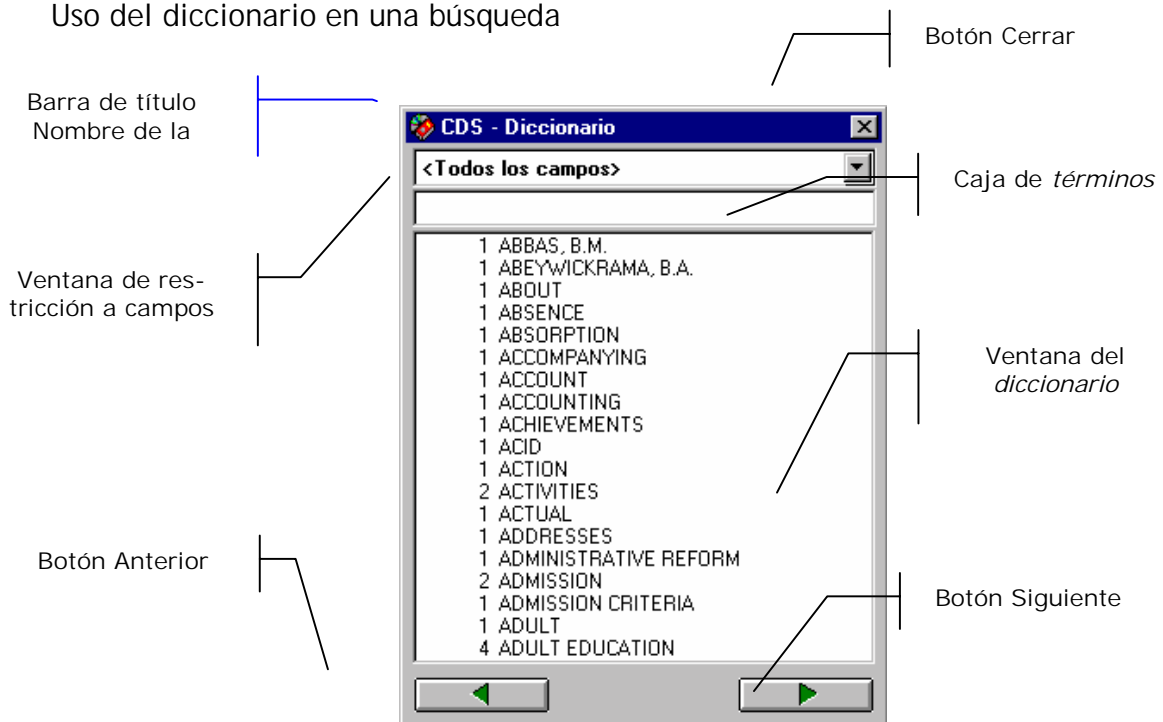 Uso del diccionario en una búsqueda
Botón Cerrar
Barra de título
Nombre de la
CDS - Diccionario
<Todos los campos>
Caja de términos
Ventana de res-
tricción a campos
1 ABBAS, B.M.
1 ABEYWICKRAMA, B.A.
1 ABOUT
1 ABSENCE
1 ABSORPTION
1 ACCOMPANYING
1 ACCOUNT
1 ACCOUNTING
1 ACHIEVEMENTS
1 ACID
1 ACTION
2 ACTIVITIES
1 ACTUAL
1 ADDRESSES
1 ADMINISTRATIVE REFORM
2 ADMISSION
1 ADMISSION CRITERIA
1 ADULT
4 ADULT EDUCATION
Ventana del
diccionario
Botón Anterior
Botón Siguiente